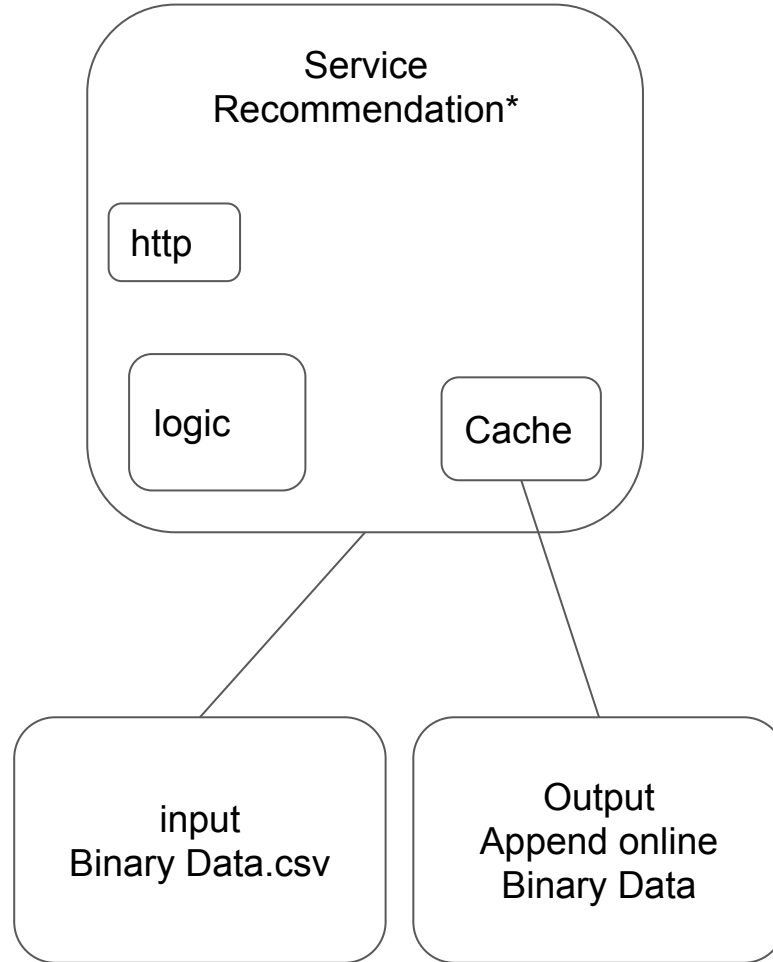 Service
Recommendation*
http
logic
Cache
input
Binary Data.csv
Output
Append online
Binary Data